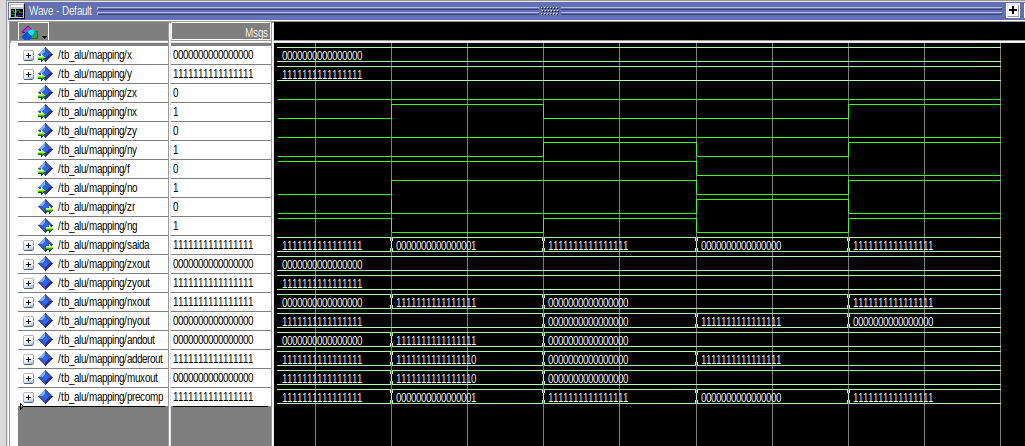 Wave - Default
Msgs
/tb_alu/mapping/x 0000000000000000 0000000000000000
/tb_alu/mapping/y 1111111111111111 1111111111111111
/tb_alu/mapping/zx 0
/tb_alu/mapping/nx 1
/tb_alu/mapping/zy 0
/tb_alu/mapping/ny 1
/tb_alu/mapping/f 0
/tb_alu/mapping/no 1
/tb_alu/mapping/zr 0
/tb_alu/mapping/ng 1
/tb_alu/mapping/saida 1111111111111111 1111111111111111 0000000000000001 1111111111111111 0000000000000000 1111111111111111
/tb_alu/mapping/zxout 0000000000000000 0000000000000000
/tb_alu/mapping/zyout 1111111111111111 1111111111111111
/tb_alu/mapping/nxout 1111111111111111 0000000000000000 1111111111111111 0000000000000000 1111111111111111
/tb_alu/mapping/nyout 0000000000000000 1111111111111111 0000000000000000 1111111111111111 0000000000000000
/tb_alu/mapping/andout 0000000000000000 0000000000000000 1111111111111111 0000000000000000
/tb_alu/mapping/adderout 1111111111111111 1111111111111111 1111111111111110 0000000000000000 1111111111111111
/tb_alu/mapping/muxout 0000000000000000 1111111111111111 1111111111111110 0000000000000000
/tb_alu/mapping/precomp 1111111111111111 1111111111111111 0000000000000001 1111111111111111 0000000000000000 1111111111111111